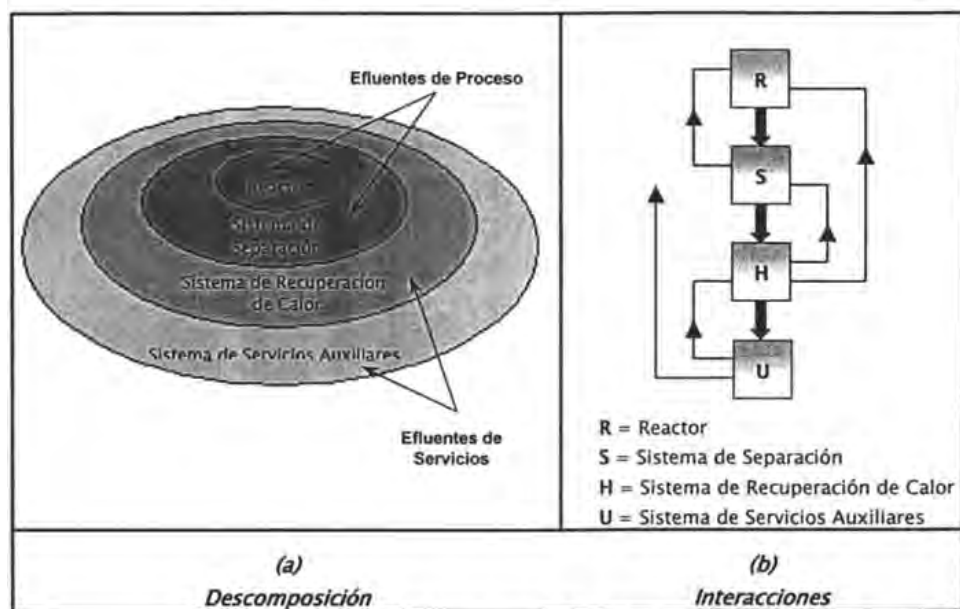 Efluentes de Proceso
Sistema de
Separación
Sistema de Recuperación
de Calor
Sistema de Servicios Auxiliares
Efluentes de
Servicios
R
S
H
U
R = Reactor
S = Sistema de Separación
H = Sistema de Recuperación de Calor
U = Sistema de Servicios Auxiliares
(a)
Descomposición
(b)
Interacciones